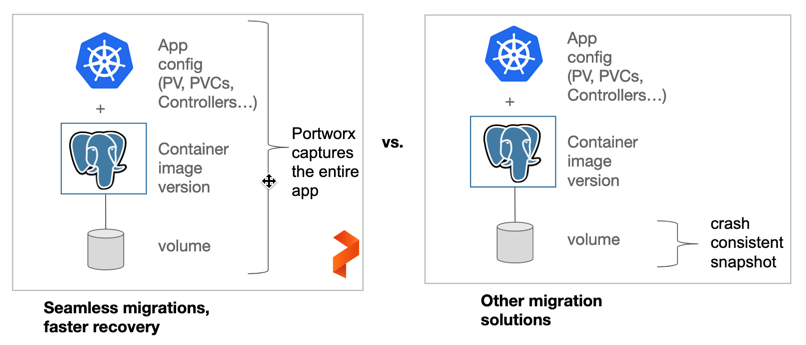 App
config
(PV, PVCs,
Controllers...)
+
Container
image
version
volume
Portworx
captures
the entire
app
Seamless migrations,
faster recovery
vs.
App
config
(PV, PVCs,
Controllers...)
+
Container
image
version
volume
crash
consistent
snapshot
Other migration
solutions